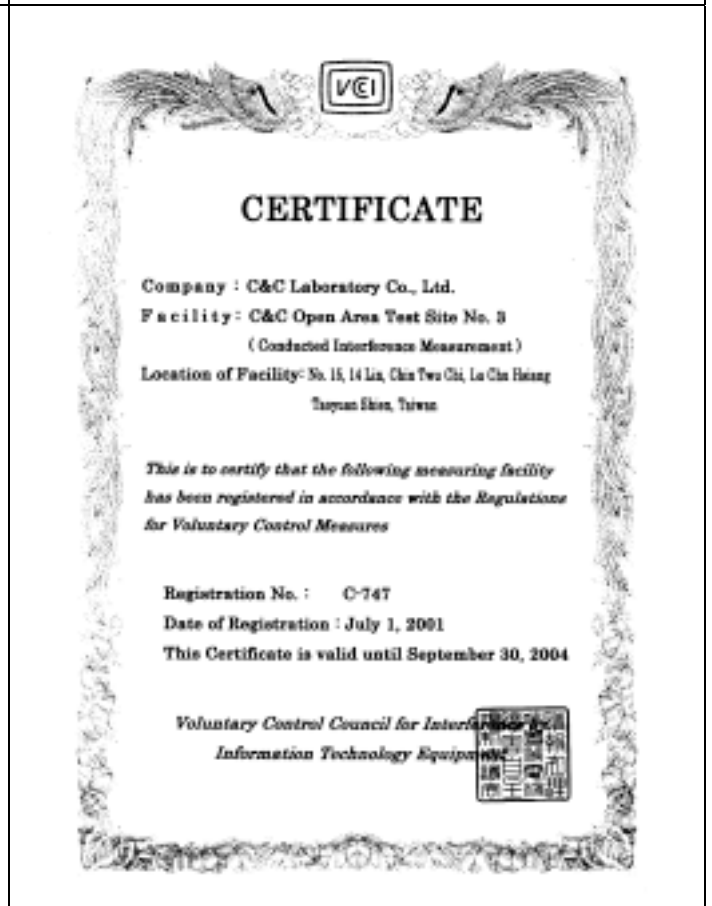 VCCI
CERTIFICATE
Company : C&C Laboratory Co., Ltd.
Facility : C&C Open Area Test Site No. 3
( Conducted Interference Measurement )
Location of Facility: No. 15, 14 Lin, Chin Twu Chi, Lu Chu Hsiang
Taoyuan Shien, Taiwan
This is to certify that the following measuring facility
has been registered in accordance with the Regulations
for Voluntary Control Measures
Registration No. : C-747
Date of Registration : July 1, 2001
This Certificate is valid until September 30, 2004
Voluntary Control Council for Interference by
Information Technology Equipment